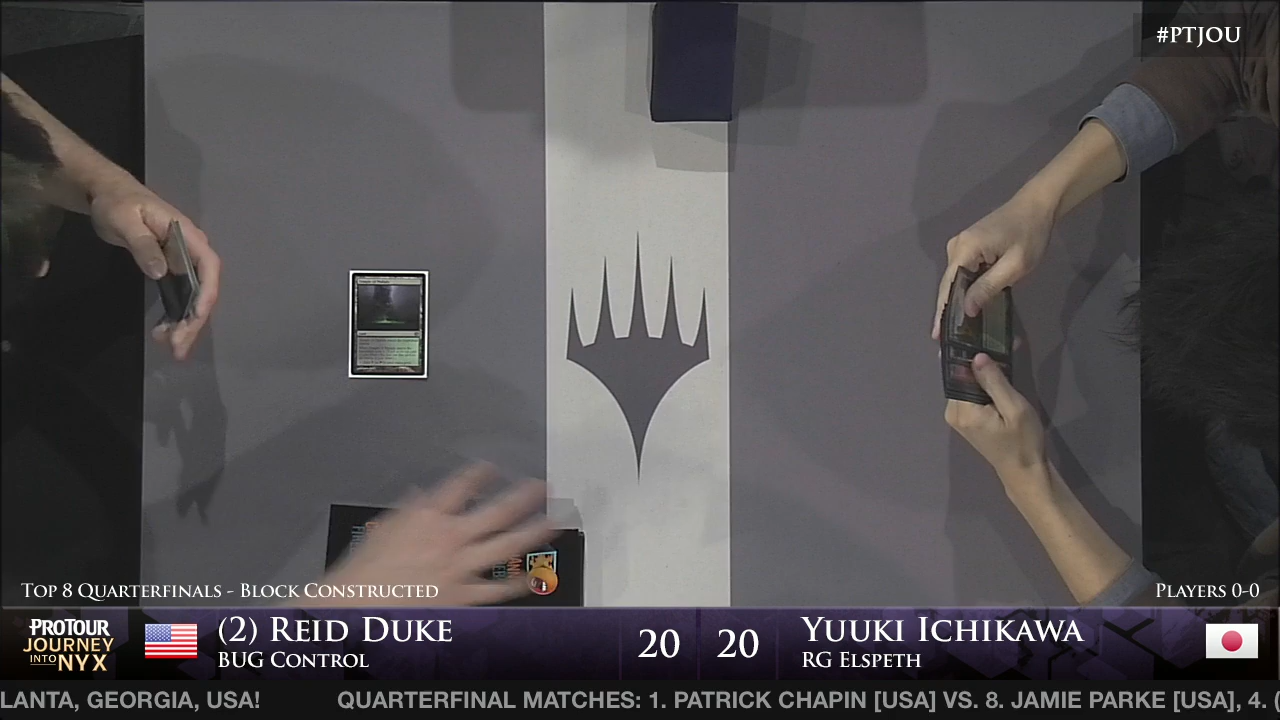 #PTJOU
Top 8 Quarterfinals - Block Constructed
Players 0-0
PROTOUR
JOURNEY
INTO NYX
(2) Reid Duke
BUG Control
20
20
Yuuki Ichikawa
RG Elspeth
LANTA, GEORGIA, USA! QUARTERFINAL MATCHES: 1. PATRICK CHAPIN [USA] VS. 8. JAMIE PARKE [USA], 4. (